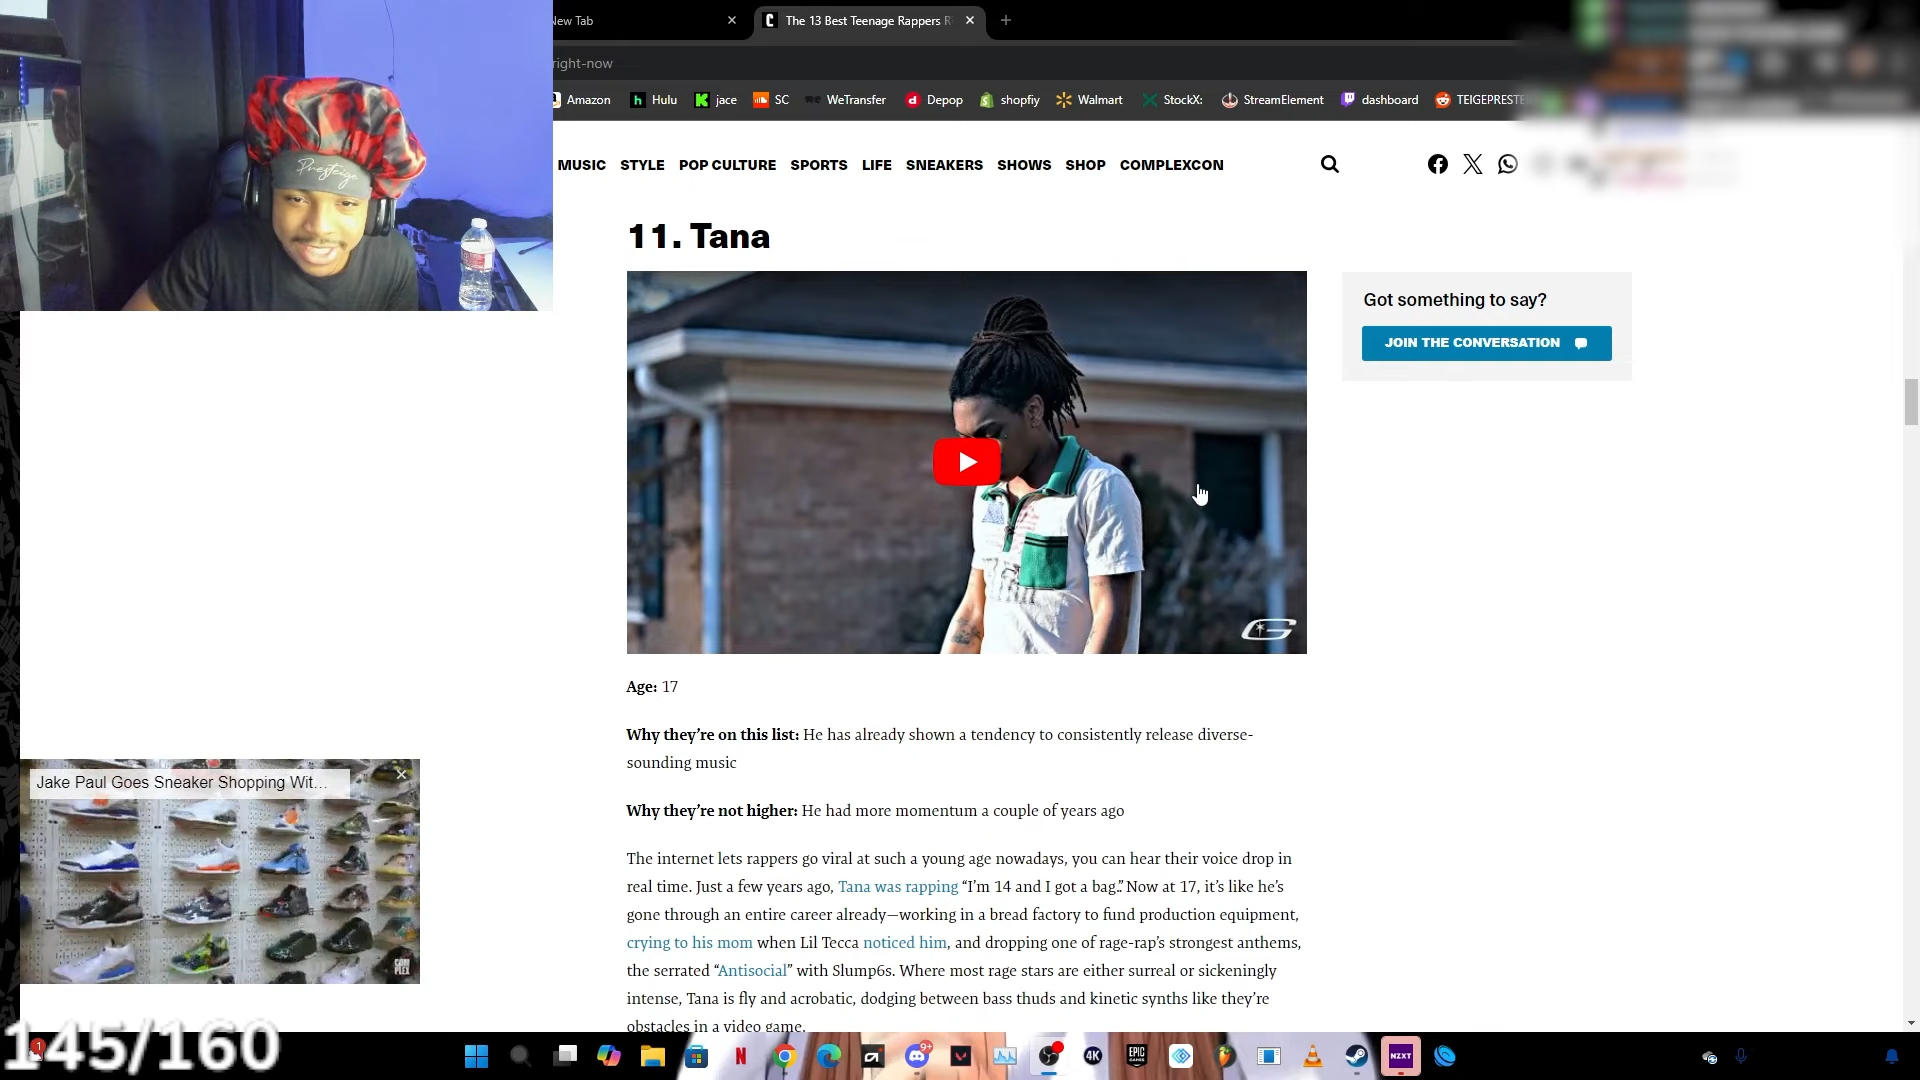 New Tab
The 13 Best Teenage Rappers Ri
right-now
Amazon
Hulu
jace
SC
WeTransfer
Depop
shopfiy
Walmart
StockX:
StreamElement
dashboard
TEIGEPRESTE
Presteige
MUSIC STYLE POP CULTURE SPORTS LIFE SNEAKERS SHOWS SHOP COMPLEXCON
11. Tana
Got something to say?
JOIN THE CONVERSATION
G
Age: 17
Why they’re on this list: He has already shown a tendency to consistently release diverse-
sounding music
Why they’re not higher: He had more momentum a couple of years ago
The internet lets rappers go viral at such a young age nowadays, you can hear their voice drop in
real time. Just a few years ago, Tana was rapping “I’m 14 and I got a bag.” Now at 17, it’s like he’s
gone through an entire career already—working in a bread factory to fund production equipment,
crying to his mom when Lil Tecca noticed him, and dropping one of rage-rap’s strongest anthems,
the serrated “Antisocial” with Slump6s. Where most rage stars are either surreal or sickeningly
intense, Tana is fly and acrobatic, dodging between bass thuds and kinetic synths like they’re
obstacles in a video game.
Jake Paul Goes Sneaker Shopping Wit...
COMPLEX
145/160
1
9+
4K
EPIC GAMES
NZXT